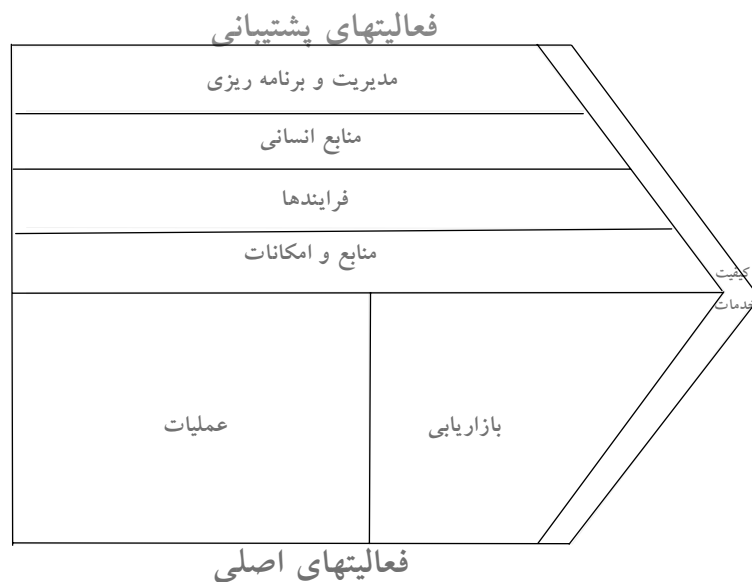 فعالیتهای پشتیبانی
مدیریت و برنامه ریزی
منابع انسانی
فرایندها
منابع و امکانات
کیفیت
خدمات
بازاریابی
عملیات
فعالیتهای اصلی